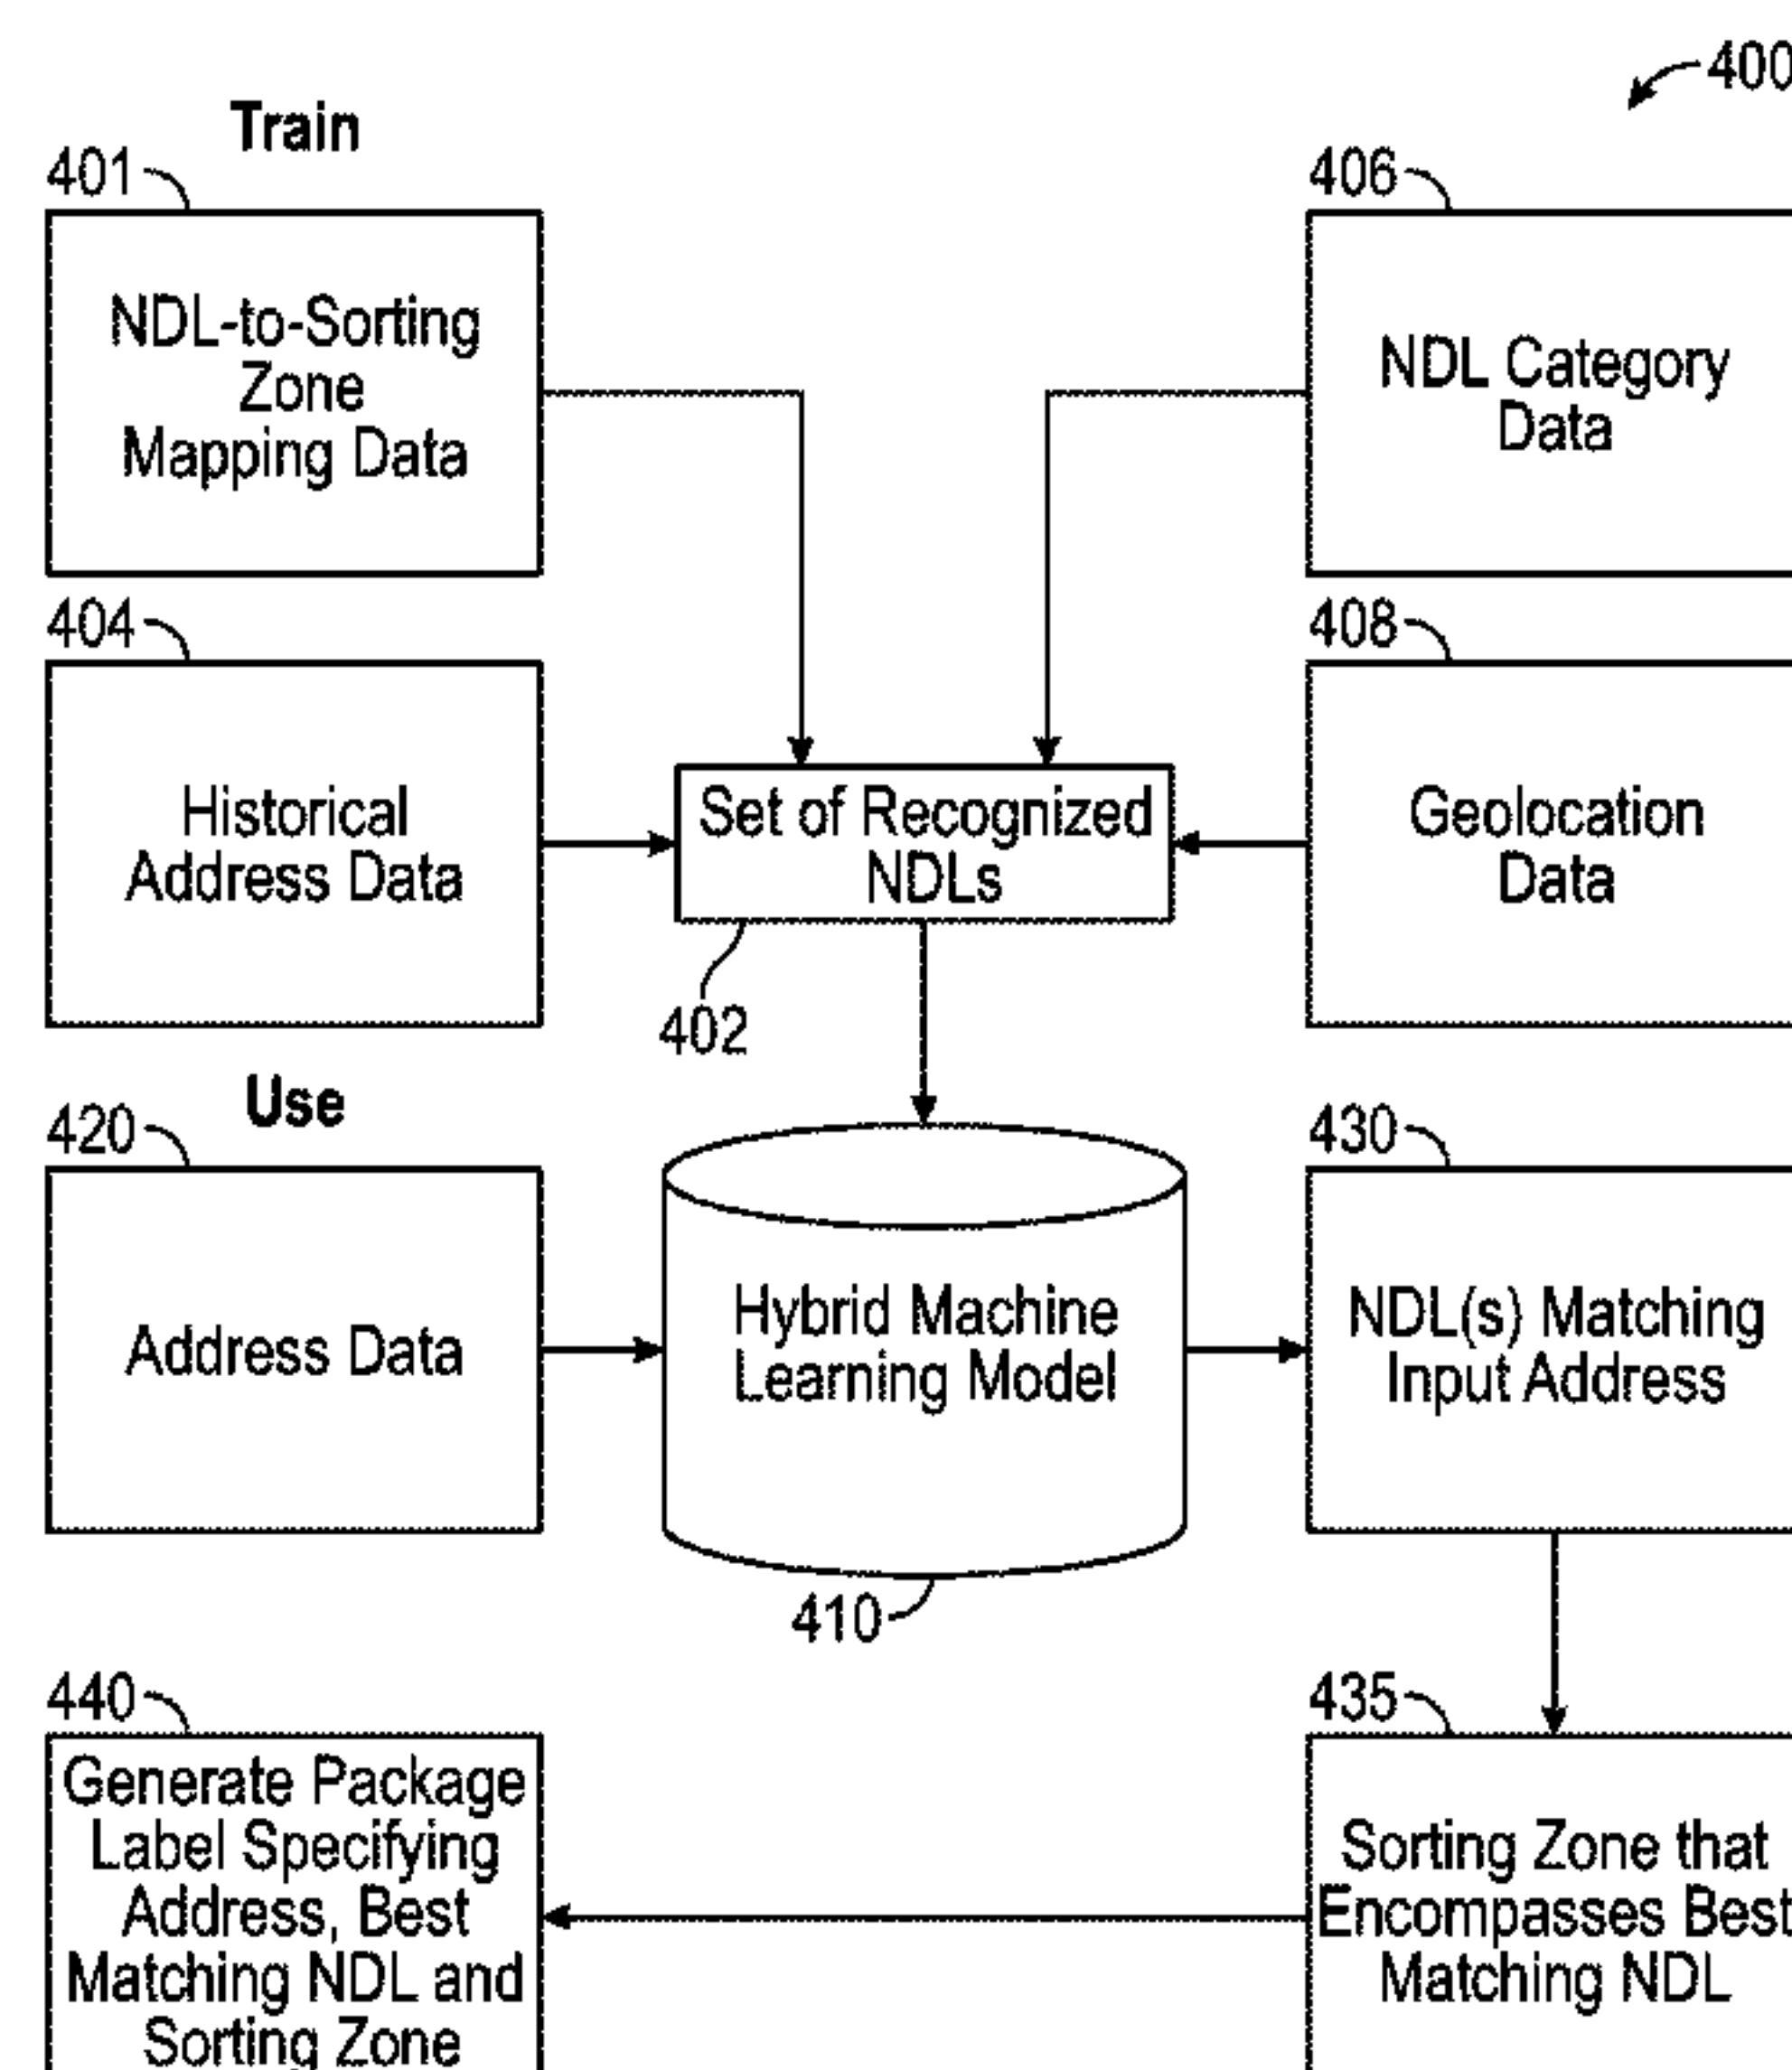 400
Train
401
NDL-to-Sorting
Zone
Mapping Data
406
NDL Category
Data
404
Historical
Address Data
Set of Recognized
NDLs
402
408
Geolocation
Data
Use
420
Address Data
Hybrid Machine
Learning Model
410
430
NDL(s) Matching
Input Address
440
Generate Package
Label Specifying
Address, Best
Matching NDL and
Sorting Zone
435
Sorting Zone that
Encompasses Best
Matching NDL